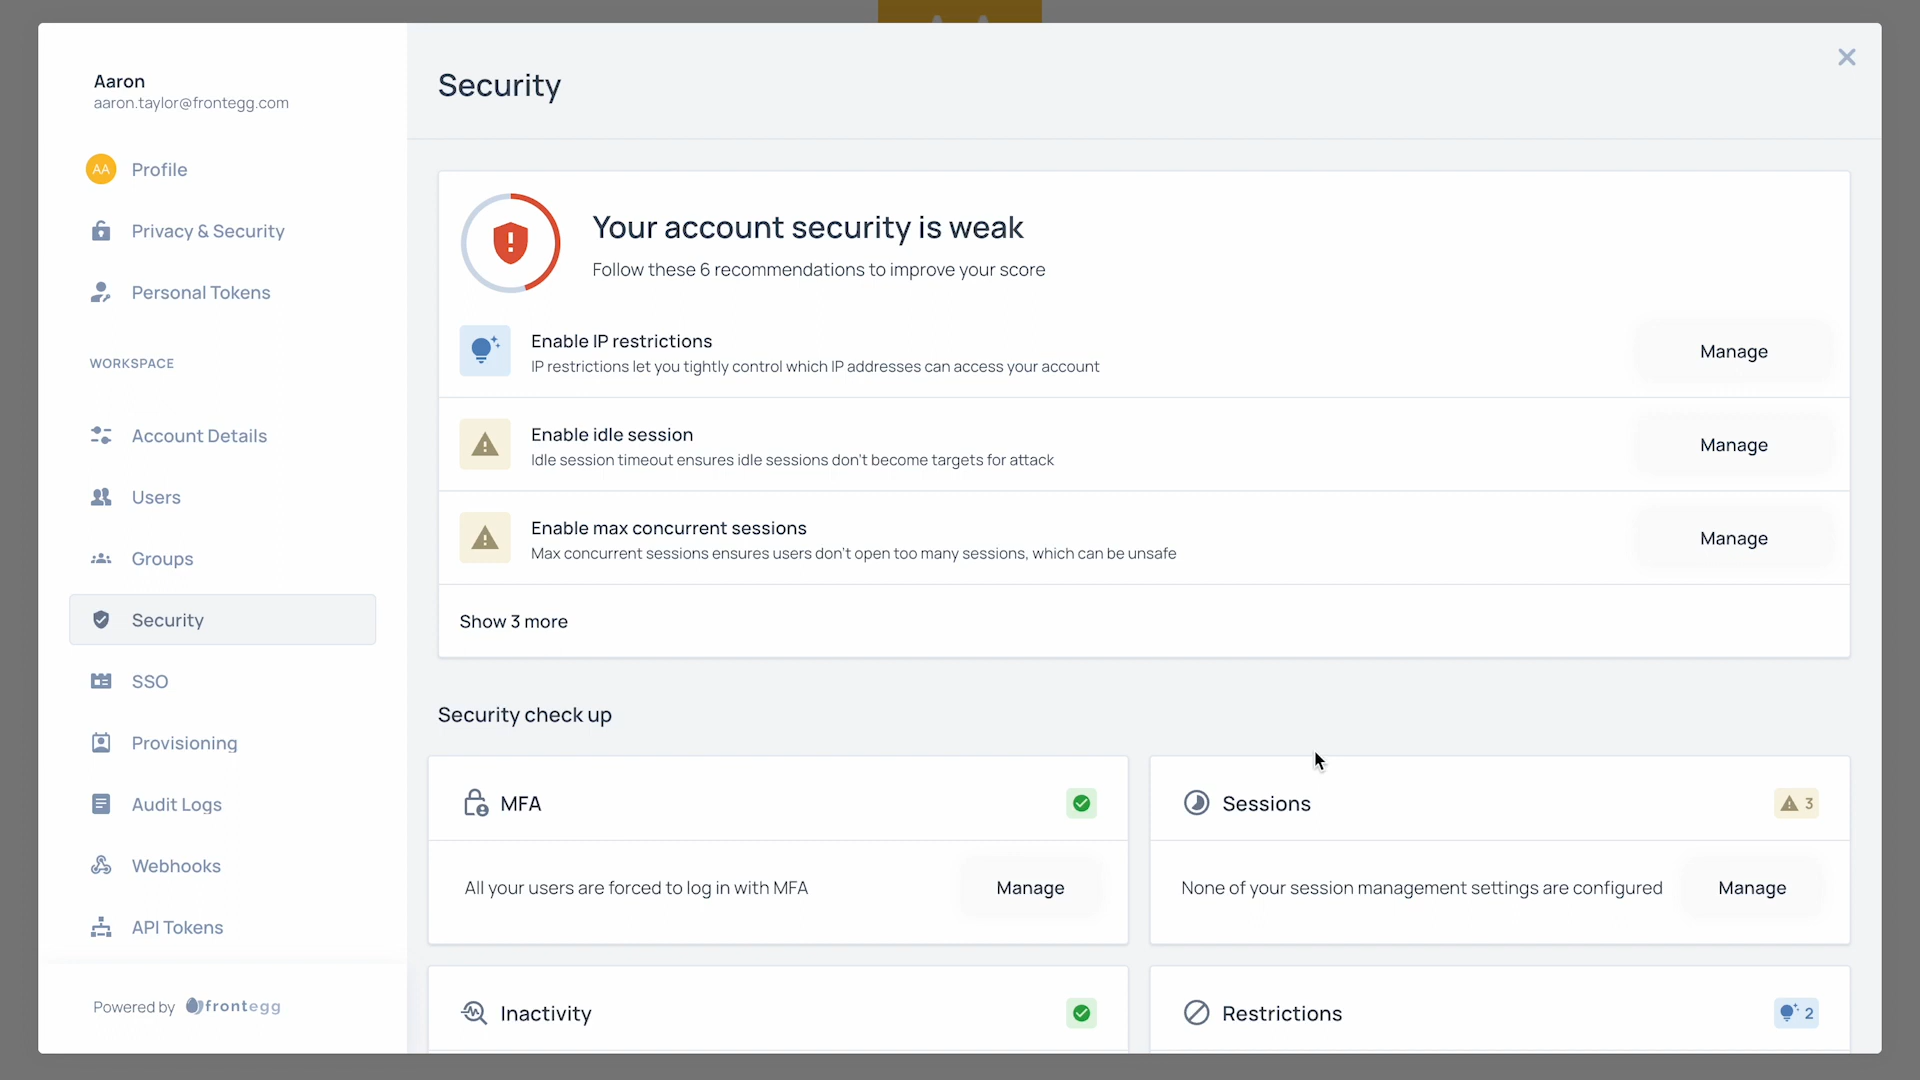 Aaron
aaron.taylor@frontegg.com
AA Profile
Privacy & Security
Personal Tokens
WORKSPACE
Account Details
Users
Groups
Security
SSO
Provisioning
Audit Logs
Webhooks
API Tokens
Powered by frontegg
Security
Your account security is weak
Follow these 6 recommendations to improve your score
Enable IP restrictions
IP restrictions let you tightly control which IP addresses can access your account
Manage
Enable idle session
Idle session timeout ensures idle sessions don't become targets for attack
Manage
Enable max concurrent sessions
Max concurrent sessions ensures users don't open too many sessions, which can be unsafe
Manage
Show 3 more
Security check up
MFA
All your users are forced to log in with MFA
Manage
Sessions
3
None of your session management settings are configured
Manage
Inactivity
Restrictions
2